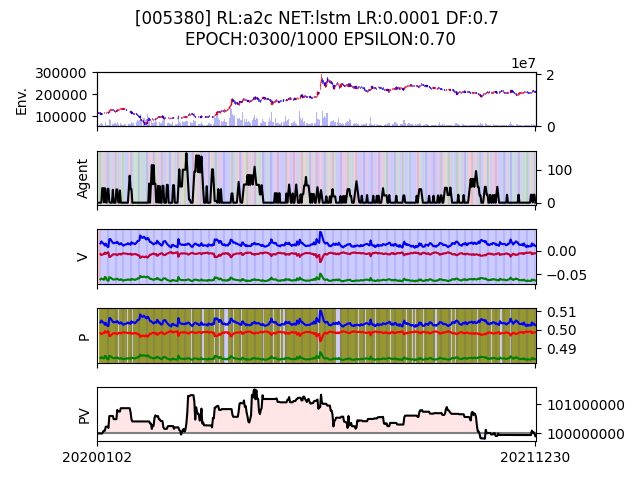 [005380] RL:a2c NET:lstm LR:0.0001 DF:0.7
EPOCH:0300/1000 EPSILON:0.70
1e7
300000
200000
100000
Env.
2
0
Agent
100
0
V
0.00
−0.05
P
0.51
0.50
0.49
PV
101000000
100000000
20200102
20211230